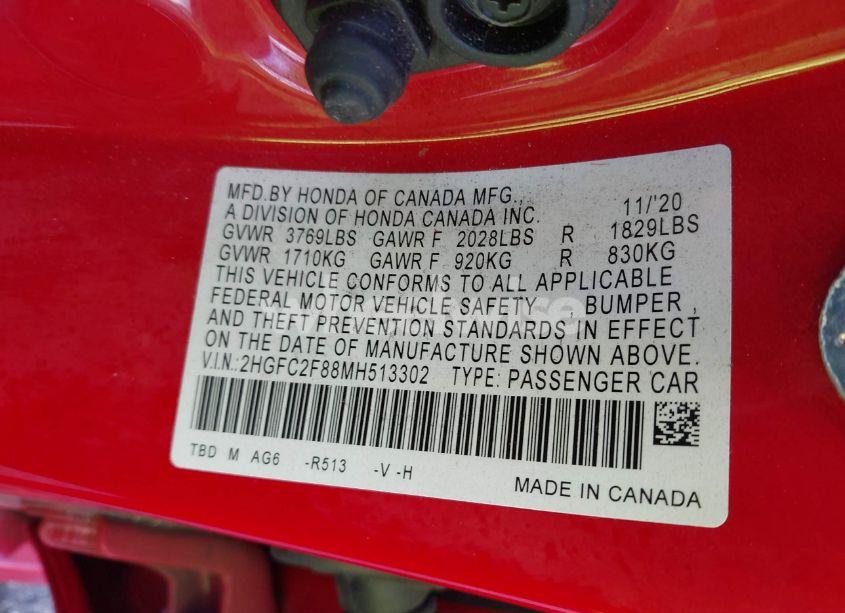 MFD.BY HONDA OF CANADA MFG., 11/'20
A DIVISION OF HONDA CANADA INC.
GVWR 3769LBS GAWR F 2028LBS R 1829LBS
GVWR 1710KG GAWR F 920KG R 830KG
THIS VEHICLE CONFORMS TO ALL APPLICABLE
FEDERAL MOTOR VEHICLE SAFETY , BUMPER ,
AND THEFT PREVENTION STANDARDS IN EFFECT
ON THE DATE OF MANUFACTURE SHOWN ABOVE.
V.I.N.:2HGFC2F88MH513302 TYPE: PASSENGER CAR
TBD M AG6 -R513 -V -H
MADE IN CANADA